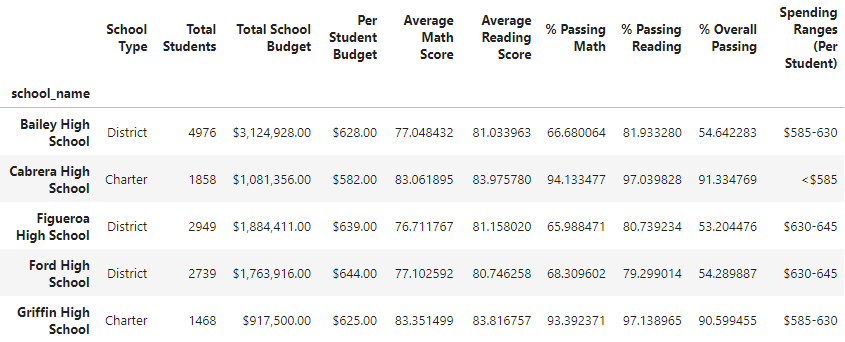 School Type Total Students Total School Budget Per Student Budget Average Math Score Average Reading Score % Passing Math % Passing Reading % Overall Passing Spending Ranges (Per Student)
school_name
Bailey High School District 4976 $3,124,928.00 $628.00 77.048432 81.033963 66.680064 81.933280 54.642283 $585-630
Cabrera High School Charter 1858 $1,081,356.00 $582.00 83.061895 83.975780 94.133477 97.039828 91.334769 <$585
Figueroa High School District 2949 $1,884,411.00 $639.00 76.711767 81.158020 65.988471 80.739234 53.204476 $630-645
Ford High School District 2739 $1,763,916.00 $644.00 77.102592 80.746258 68.309602 79.299014 54.289887 $630-645
Griffin High School Charter 1468 $917,500.00 $625.00 83.351499 83.816757 93.392371 97.138965 90.599455 $585-630